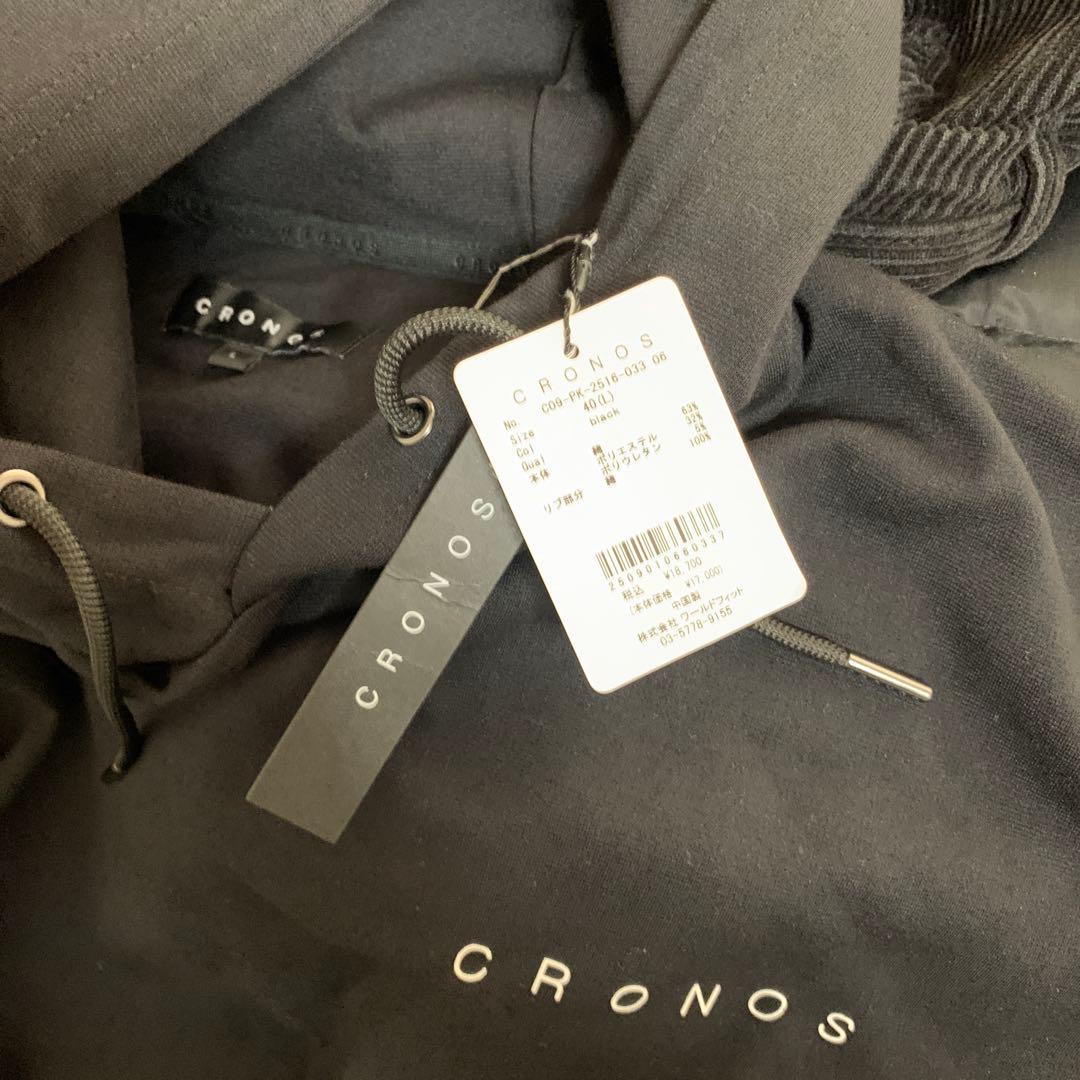 CRONOS
CRO
CRONOS
CRONOS
No. C09-PK-2516-033 06
Size 40(L)
Col black
Qual
本体 綿 63%
ポリエステル 32%
ポリウレタン 5%
リブ部分 綿 100%
2509010660337
税込 ¥18,700
(本体価格 ¥17,000)
中国製
株式会社 ワールドフィット
03-5778-9155
CRONOS
CRONOS